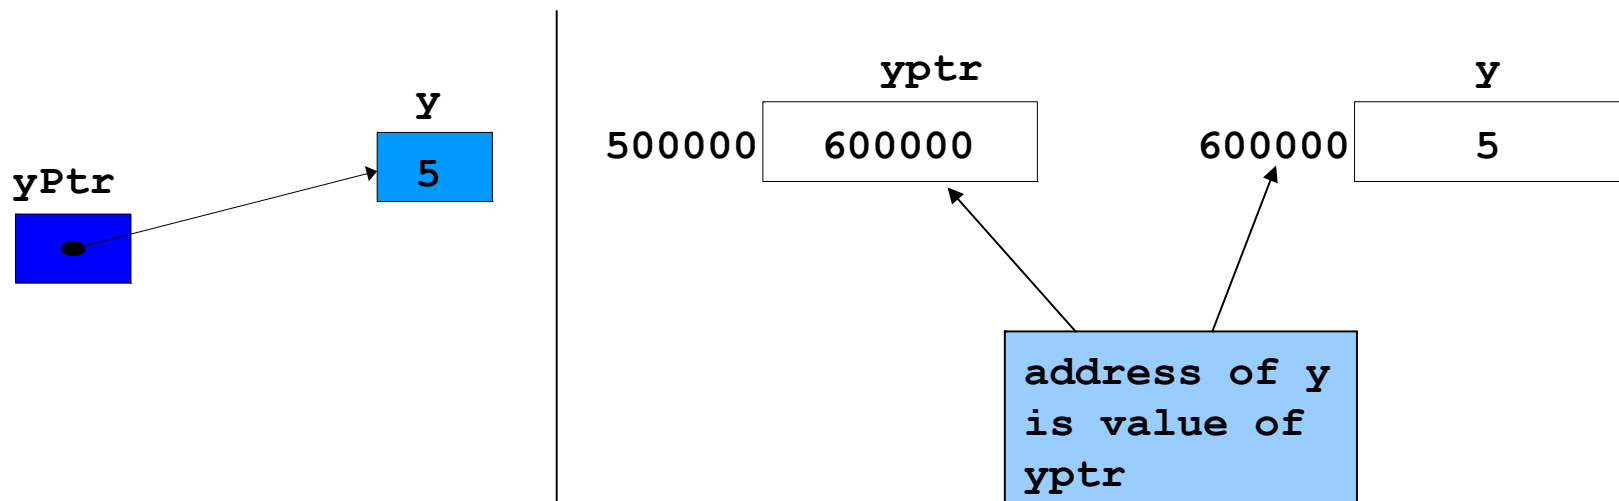 yPtr
y
5
yptr
y
500000 600000
600000 5
address of y
is value of
yptr